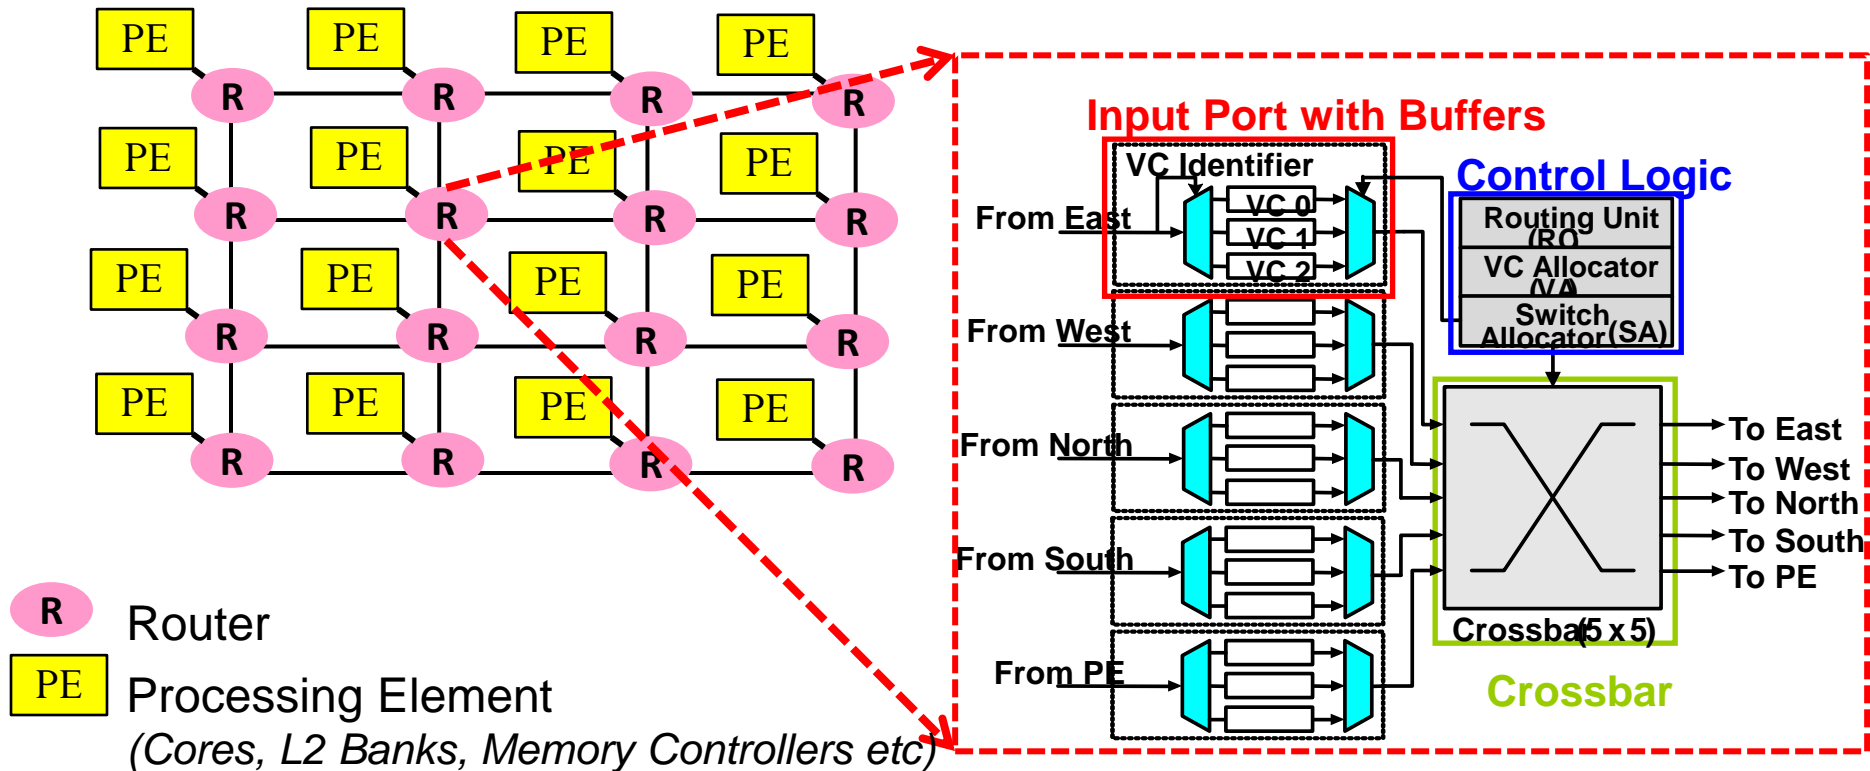 PE PE PE PE
R R R R
PE PE PE PE
R R R R
PE PE PE PE
R R R R
PE PE PE PE
R R R R
R Router
PE Processing Element
(Cores, L2 Banks, Memory Controllers etc)
Input Port with Buffers
VC Identifier
From East
VC 0
VC 1
VC 2
From West
From North
From South
From PE
Control Logic
Routing Unit
(RC
VC Allocator
(VA)
Switch
Allocator (SA)
To East
To West
To North
To South
To PE
Crossbar (5 x 5)
Crossbar